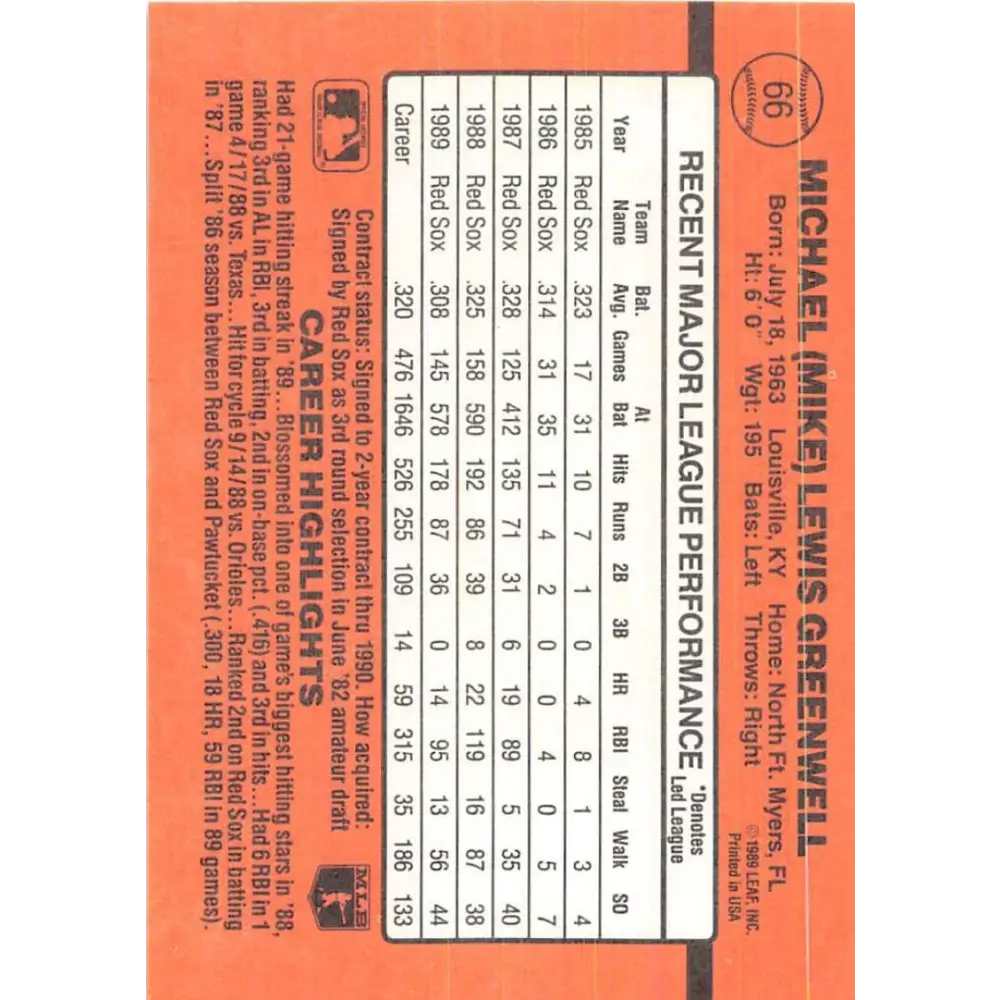 66
MICHAEL (MIKE) LEWIS GREENWELL
Born: July 18, 1963 Louisville, KY Home: North Ft. Myers, FL
Ht: 6'0" Wgt: 195 Bats: Left Throws: Right
©1989 LEAF, INC.
Printed in USA
RECENT MAJOR LEAGUE PERFORMANCE
*Denotes
Led League
Year Team Name Bat. Avg. Games At Bat Hits Runs 2B 3B HR RBI Steal Walk SO
1985 Red Sox .323 17 31 10 7 1 0 4 8 1 3 4
1986 Red Sox .314 31 35 11 4 2 0 0 4 0 5 7
1987 Red Sox .328 125 412 135 71 31 6 19 89 5 35 40
1988 Red Sox .325 158 590 192 86 39 8 22 119 16 87 38
1989 Red Sox .308 145 578 178 87 36 0 14 95 13 56 44
Career .320 476 1646 526 255 109 14 59 315 35 186 133
Contract status: Signed to 2-year contract thru 1990. How acquired:
Signed by Red Sox as 3rd round selection in June '82 amateur draft
MLB
CAREER HIGHLIGHTS
Had 21-game hitting streak in '89...Blossomed into one of game's biggest hitting stars in '88,
ranking 3rd in AL in RBI, 3rd in batting, 2nd in on-base pct. (.416) and 3rd in hits...Had 6 RBI in 1
game 4/17/88 vs. Texas...Hit for cycle 9/14/88 vs. Orioles...Ranked 2nd on Red Sox in batting
in '87...Split '86 season between Red Sox and Pawtucket (.300, 18 HR, 59 RBI in 89 games).